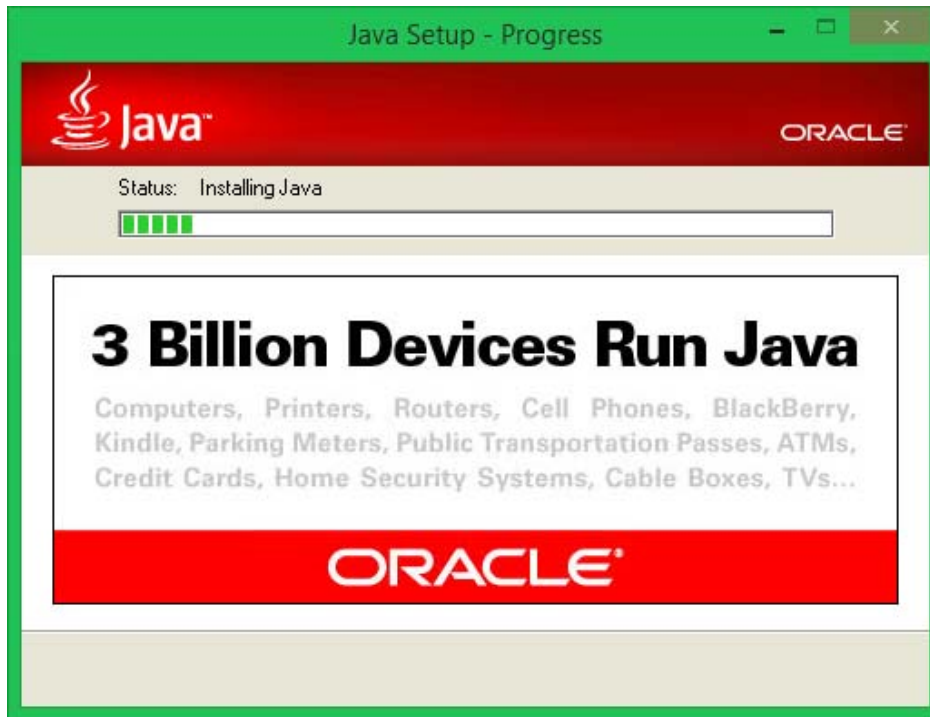 Java Setup - Progress
Java™
ORACLE®
Status: Installing Java
3 Billion Devices Run Java
Computers, Printers, Routers, Cell Phones, BlackBerry,
Kindle, Parking Meters, Public Transportation Passes, ATMs,
Credit Cards, Home Security Systems, Cable Boxes, TVs...
ORACLE®